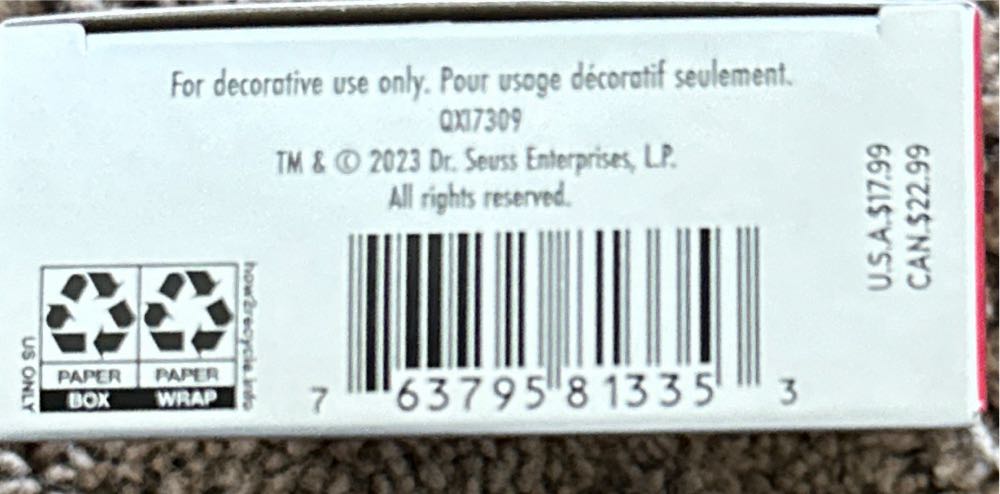 For decorative use only. Pour usage décoratif seulement.
QXI7309
TM & © 2023 Dr. Seuss Enterprises, L.P.
All rights reserved.
U.S.A.$17.99
CAN.$22.99
US ONLY
PAPER PAPER
BOX WRAP
how2recycle.info
7 63795 81335 3